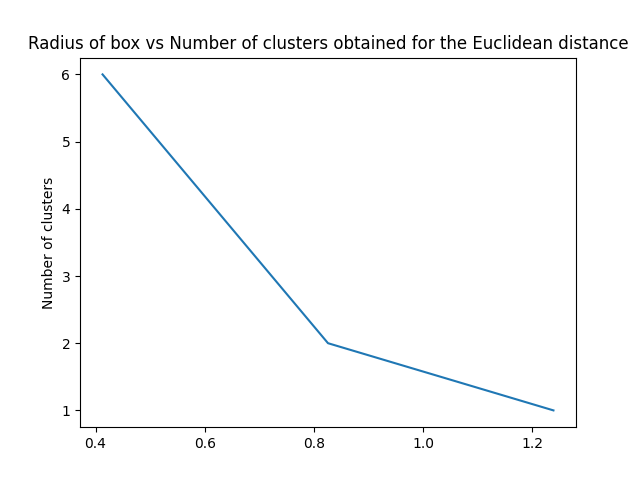 Radius of box vs Number of clusters obtained for the Euclidean distance
Number of clusters
6
5
4
3
2
1
0.4 0.6 0.8 1.0 1.2